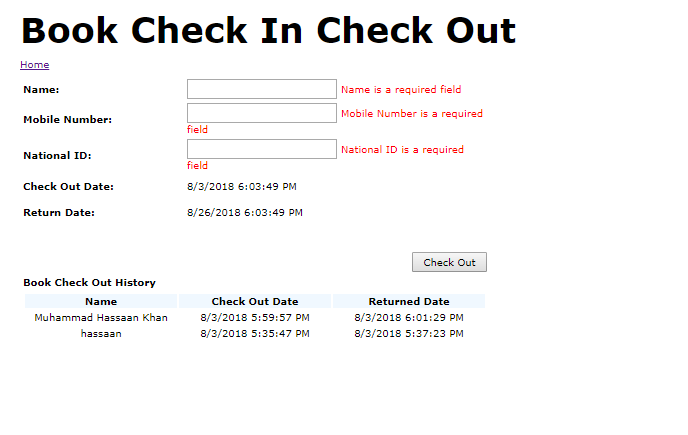 Book Check In Check Out
Home
Name: Name is a required field
Mobile Number: Mobile Number is a required
field
National ID: National ID is a required
field
Check Out Date: 8/3/2018 6:03:49 PM
Return Date: 8/26/2018 6:03:49 PM
Check Out
Book Check Out History
Name Check Out Date Returned Date
Muhammad Hassaan Khan 8/3/2018 5:59:57 PM 8/3/2018 6:01:29 PM
hassaan 8/3/2018 5:35:47 PM 8/3/2018 5:37:23 PM